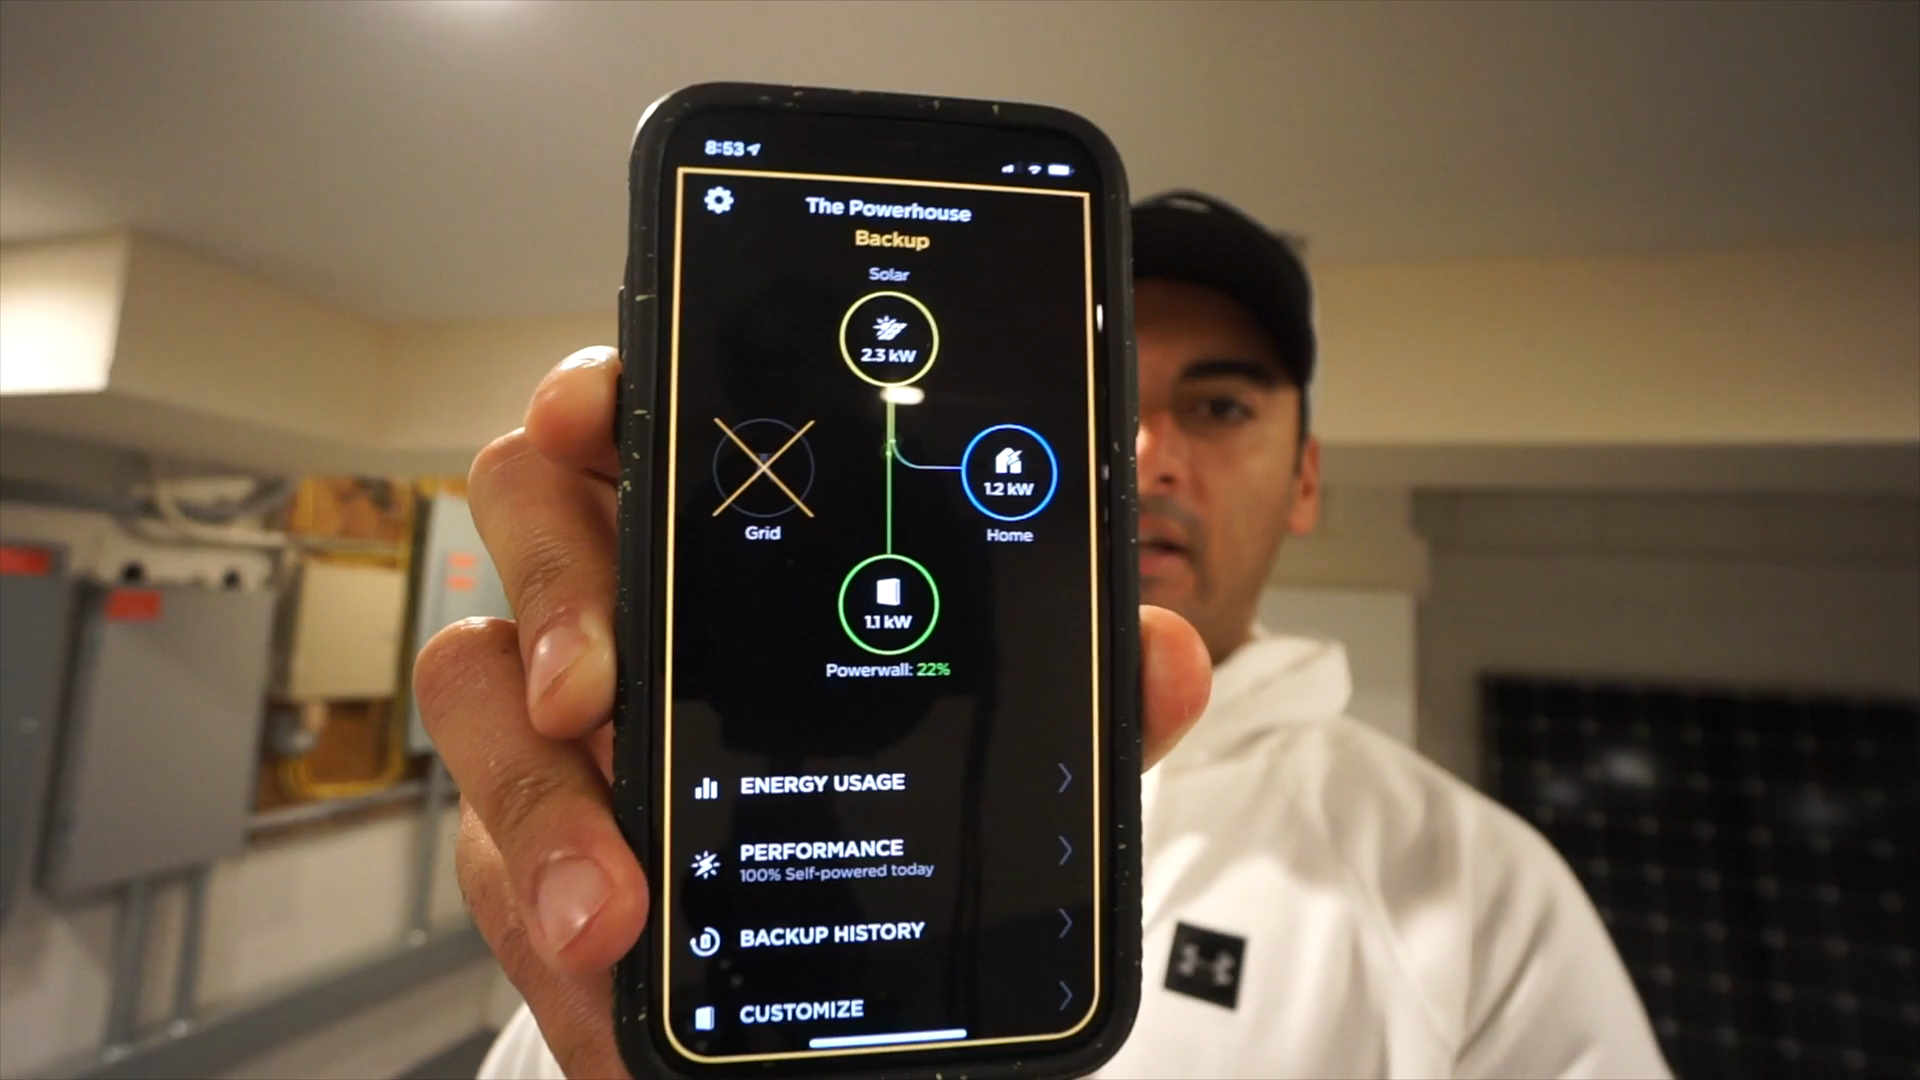 8:53
The Powerhouse
Backup
Solar
2.3 kW
1.2 kW
Grid
Home
1.1 kW
Powerwall: 22%
ENERGY USAGE
PERFORMANCE
100% Self-powered today
BACKUP HISTORY
CUSTOMIZE